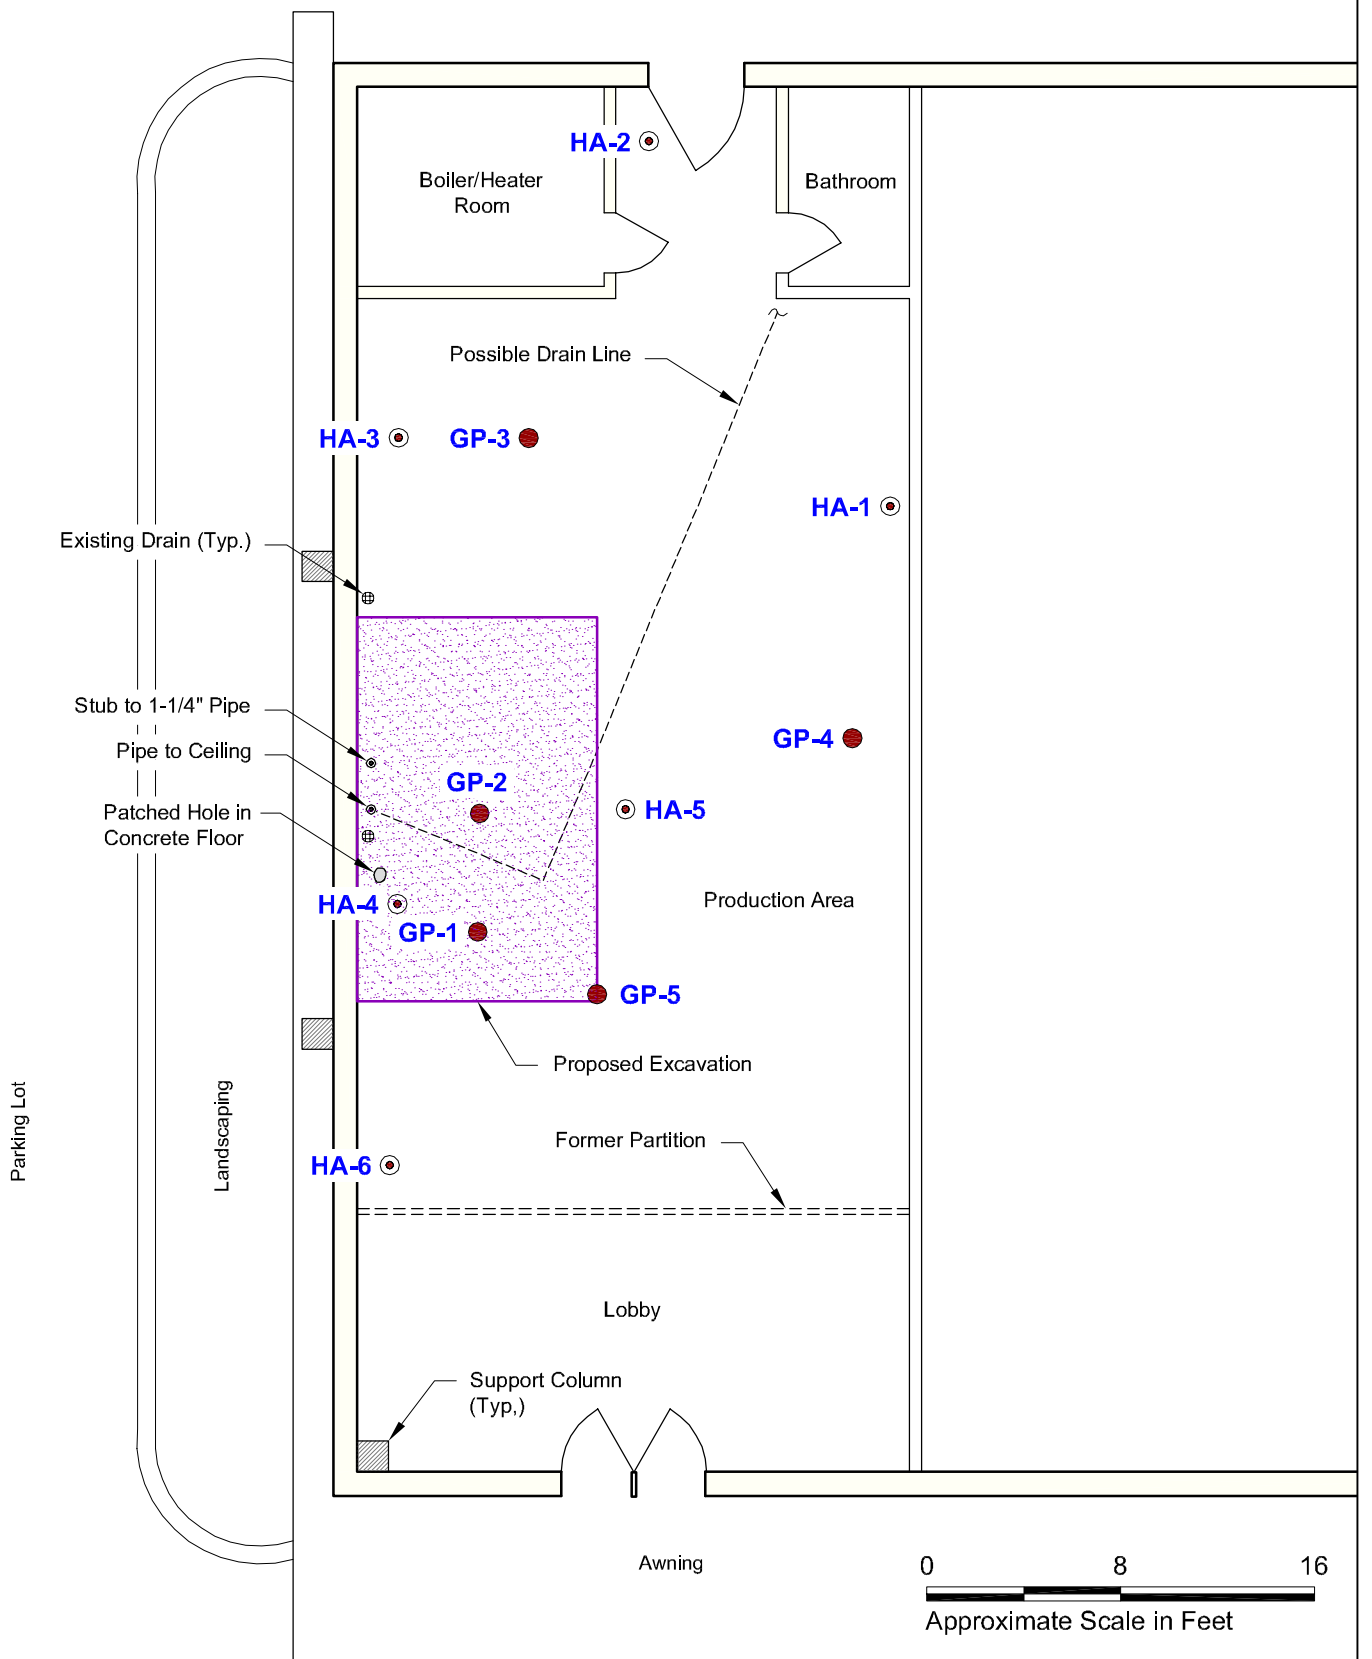 HA-2
Boiler/Heater
Room
Bathroom
Possible Drain Line
HA-3
GP-3
HA-1
Existing Drain (Typ.)
Stub to 1-1/4" Pipe
GP-4
Pipe to Ceiling
GP-2
Patched Hole in
Concrete Floor
HA-5
HA-4
Production Area
GP-1
GP-5
Proposed Excavation
Parking Lot
Landscaping
Former Partition
HA-6
Lobby
Support Column
(Typ,)
Awning
0 8 16
Approximate Scale in Feet